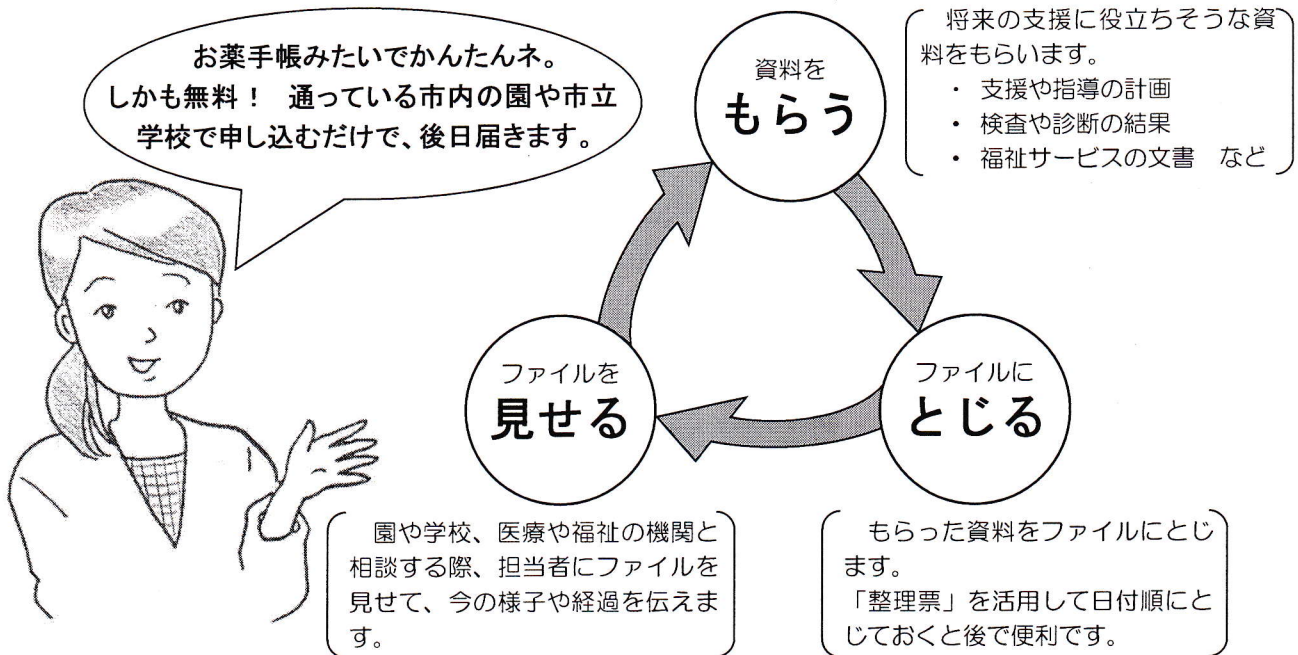 お薬手帳みたいでかんたんネ。
しかも無料！　通っている市内の園や市立
学校で申し込むだけで、後日届きます。
資料を
もらう
将来の支援に役立ちそうな資
料をもらいます。
・ 支援や指導の計画
・ 検査や診断の結果
・ 福祉サービスの文書　など
ファイルに
とじる
もらった資料をファイルにとじ
ます。
「整理票」を活用して日付順にと
じておくと後で便利です。
ファイルを
見せる
園や学校、医療や福祉の機関と
相談する際、担当者にファイルを
見せて、今の様子や経過を伝えま
す。